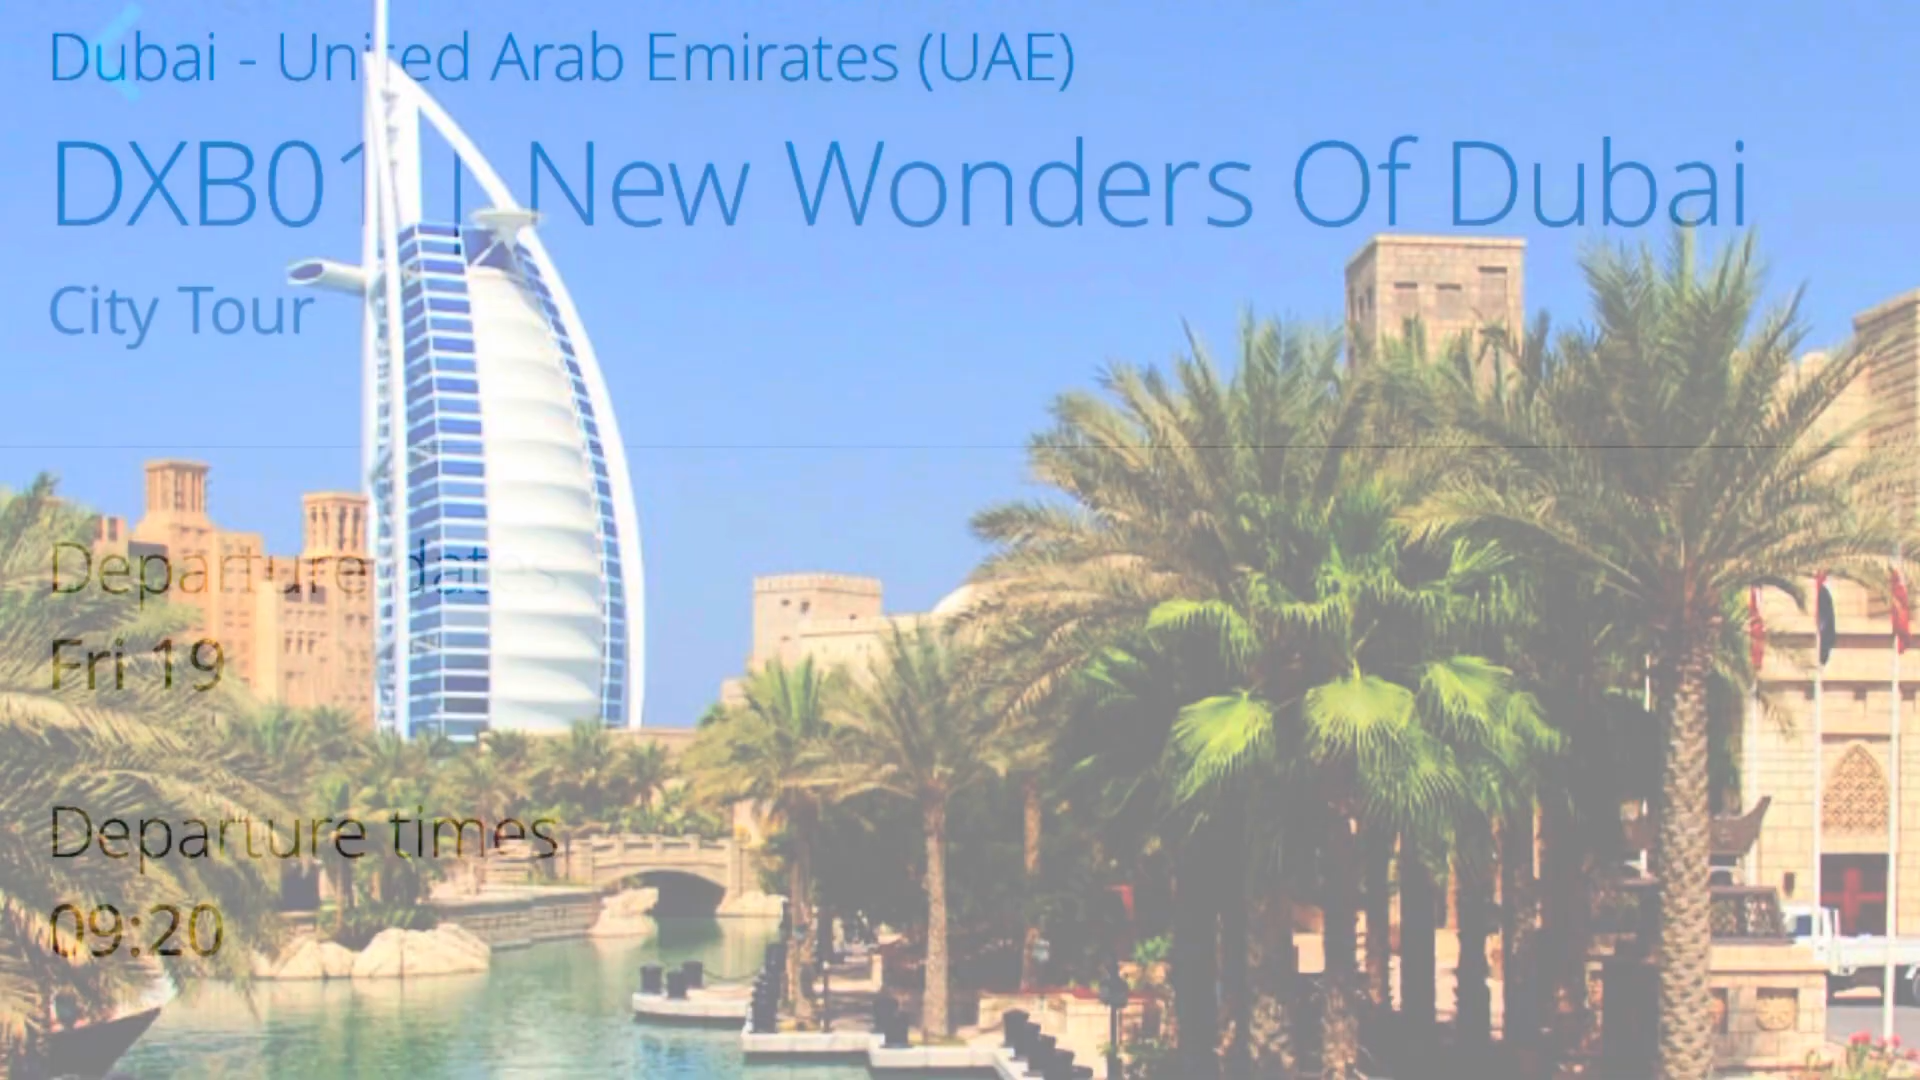 Dubai - United Arab Emirates (UAE)
DXB01 | New Wonders Of Dubai
City Tour
Departure dates
Fri 19
Departure times
09:20